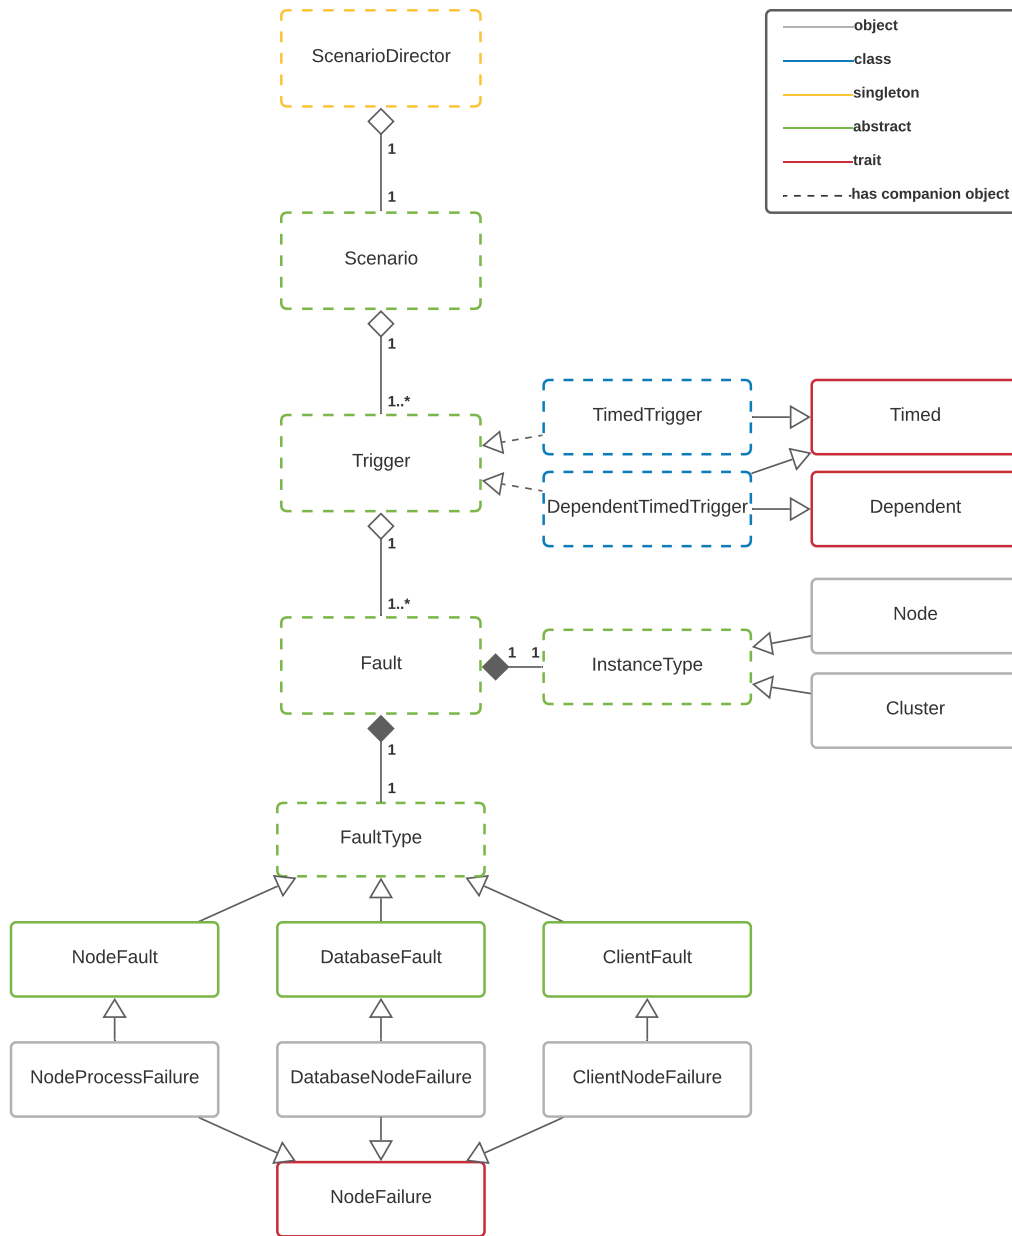 ScenarioDirector
object
class
singleton
abstract
trait
has companion object
1
1
Scenario
1
1..*
Trigger
TimedTrigger
Timed
DependentTimedTrigger
Dependent
1
1..*
Fault
1 1
InstanceType
Node
Cluster
1
1
FaultType
NodeFault
DatabaseFault
ClientFault
NodeProcessFailure
DatabaseNodeFailure
ClientNodeFailure
NodeFailure